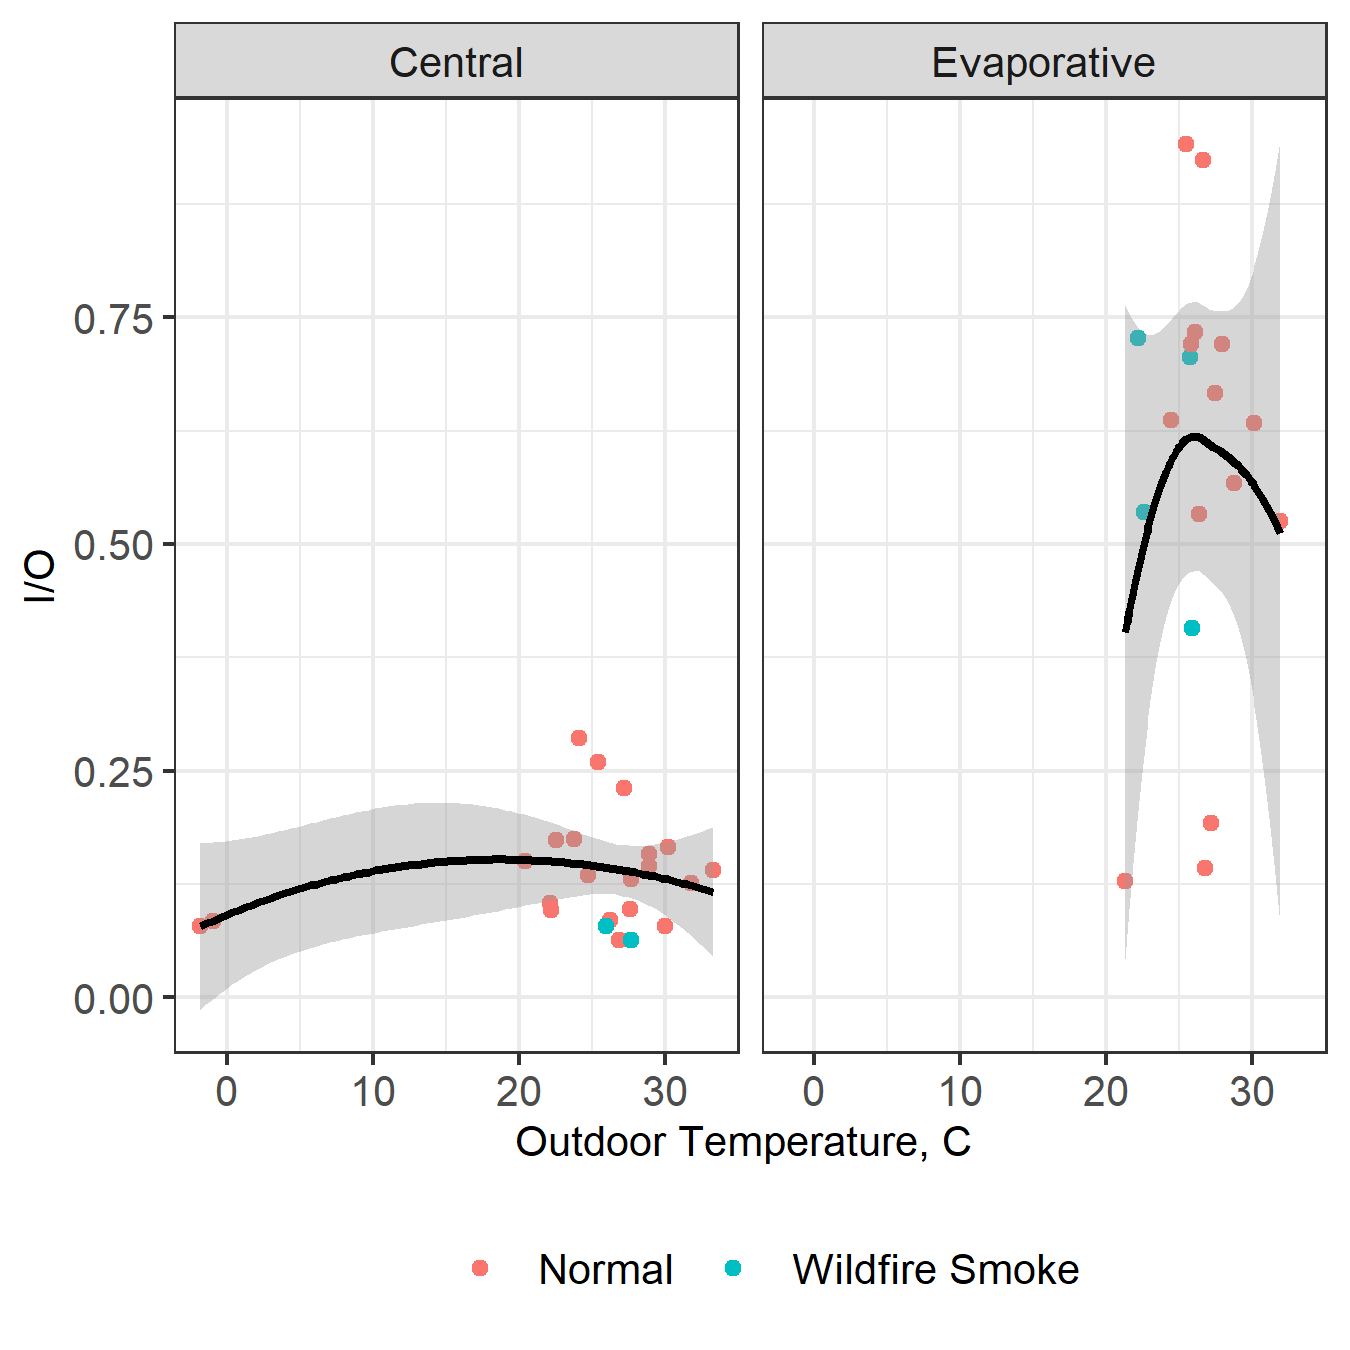 Central Evaporative
I/O
0.75
0.50
0.25
0.00
0 10 20 30 0 10 20 30
Outdoor Temperature, C
Normal Wildfire Smoke